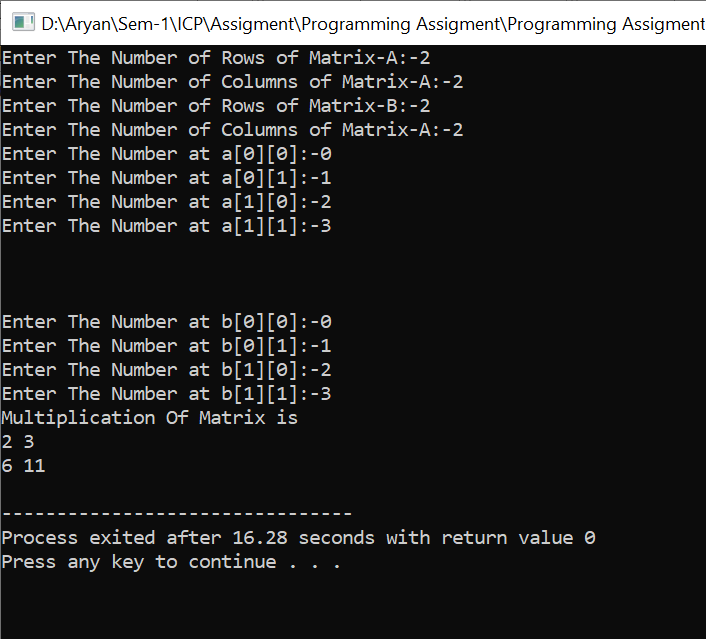 D:\Aryan\Sem-1\ICP\Assigment\Programming Assigment\Programming Assigment
Enter The Number of Rows of Matrix-A:-2
Enter The Number of Columns of Matrix-A:-2
Enter The Number of Rows of Matrix-B:-2
Enter The Number of Columns of Matrix-A:-2
Enter The Number at a[0][0]:-0
Enter The Number at a[0][1]:-1
Enter The Number at a[1][0]:-2
Enter The Number at a[1][1]:-3
Enter The Number at b[0][0]:-0
Enter The Number at b[0][1]:-1
Enter The Number at b[1][0]:-2
Enter The Number at b[1][1]:-3
Multiplication Of Matrix is
2 3
6 11
--------------------------------
Process exited after 16.28 seconds with return value 0
Press any key to continue . . .